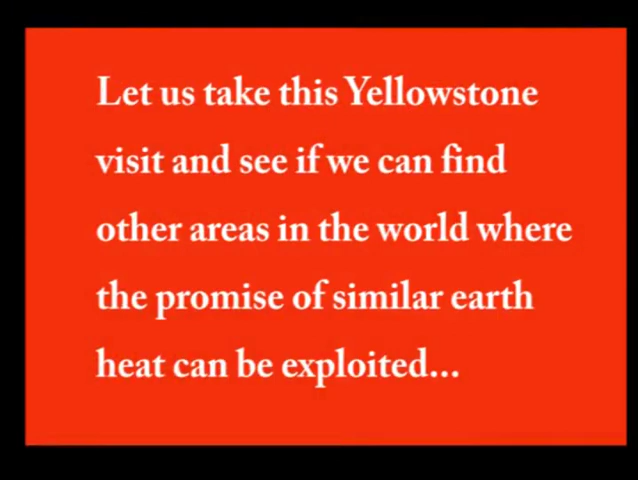 Let us take this Yellowstone
visit and see if we can find
other areas in the world where
the promise of similar earth
heat can be exploited...